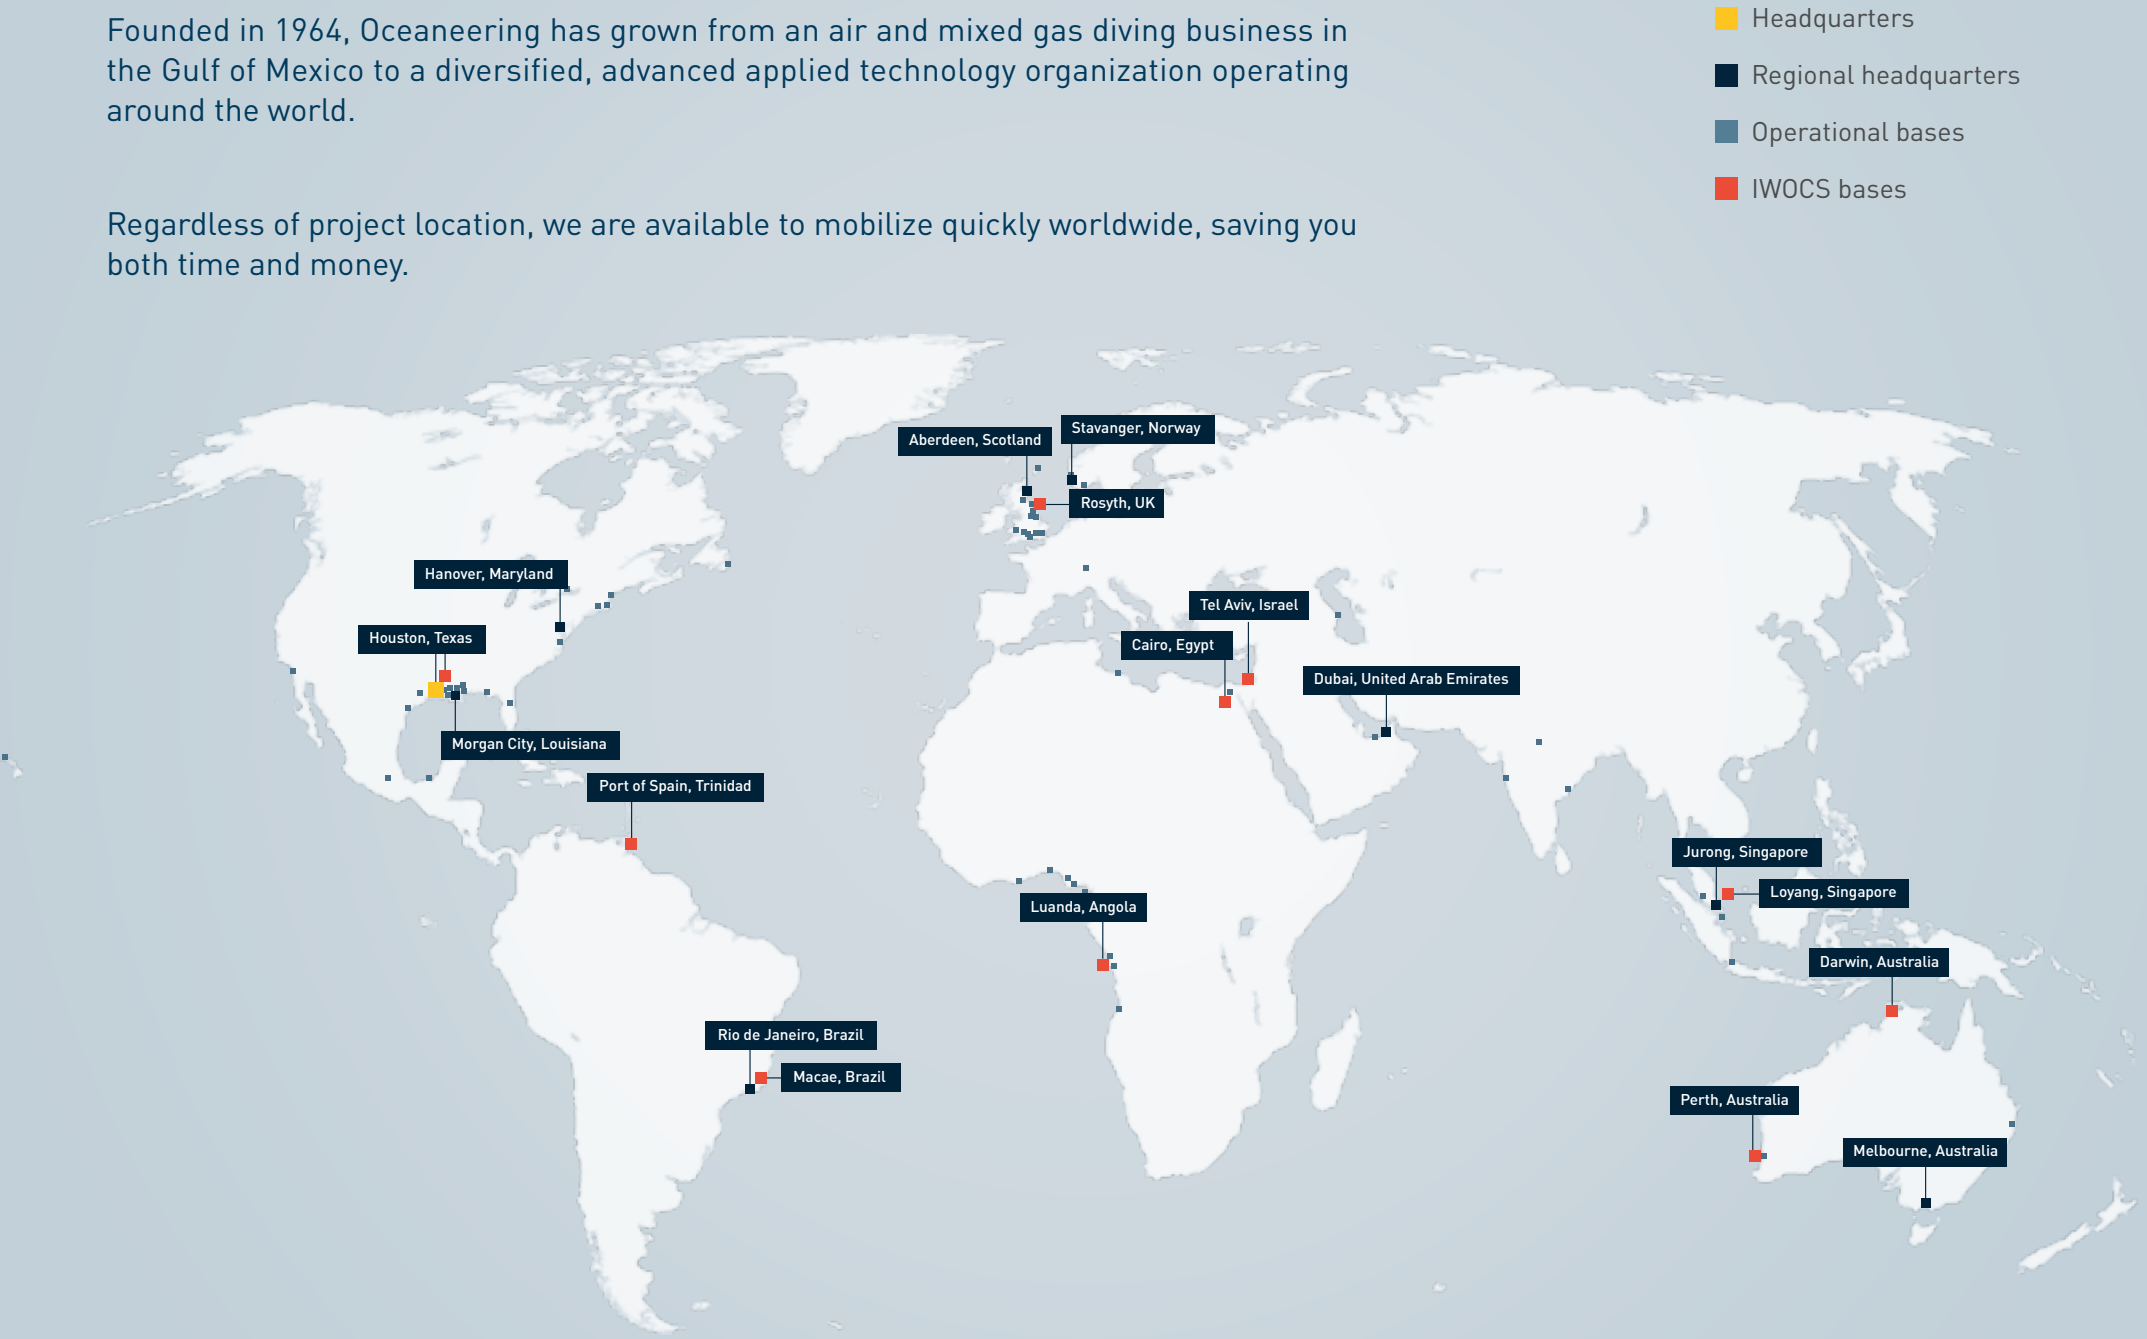 Founded in 1964, Oceaneering has grown from an air and mixed gas diving business in
the Gulf of Mexico to a diversified, advanced applied technology organization operating
around the world.
Regardless of project location, we are available to mobilize quickly worldwide, saving you
both time and money.
Headquarters
Regional headquarters
Operational bases
IWOCS bases
Stavanger, Norway
Aberdeen, Scotland
Rosyth, UK
Hanover, Maryland
Tel Aviv, Israel
Houston, Texas
Cairo, Egypt
Dubai, United Arab Emirates
Morgan City, Louisiana
Port of Spain, Trinidad
Jurong, Singapore
Loyang, Singapore
Luanda, Angola
Darwin, Australia
Rio de Janeiro, Brazil
Macae, Brazil
Perth, Australia
Melbourne, Australia